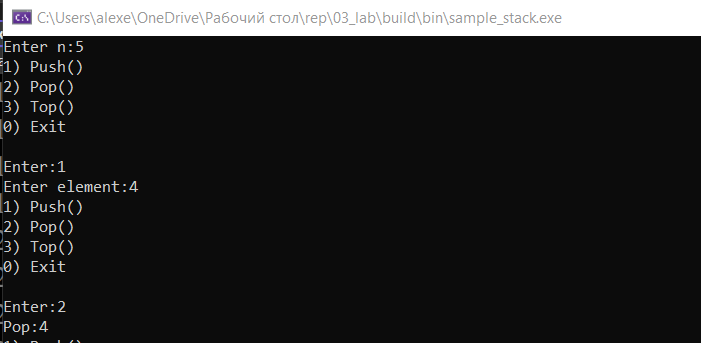 C:\Users\alexe\OneDrive\Рабочий стол\rep\03_lab\build\bin\sample_stack.exe
Enter n:5
1) Push()
2) Pop()
3) Top()
0) Exit
Enter:1
Enter element:4
1) Push()
2) Pop()
3) Top()
0) Exit
Enter:2
Pop:4
1) Push()